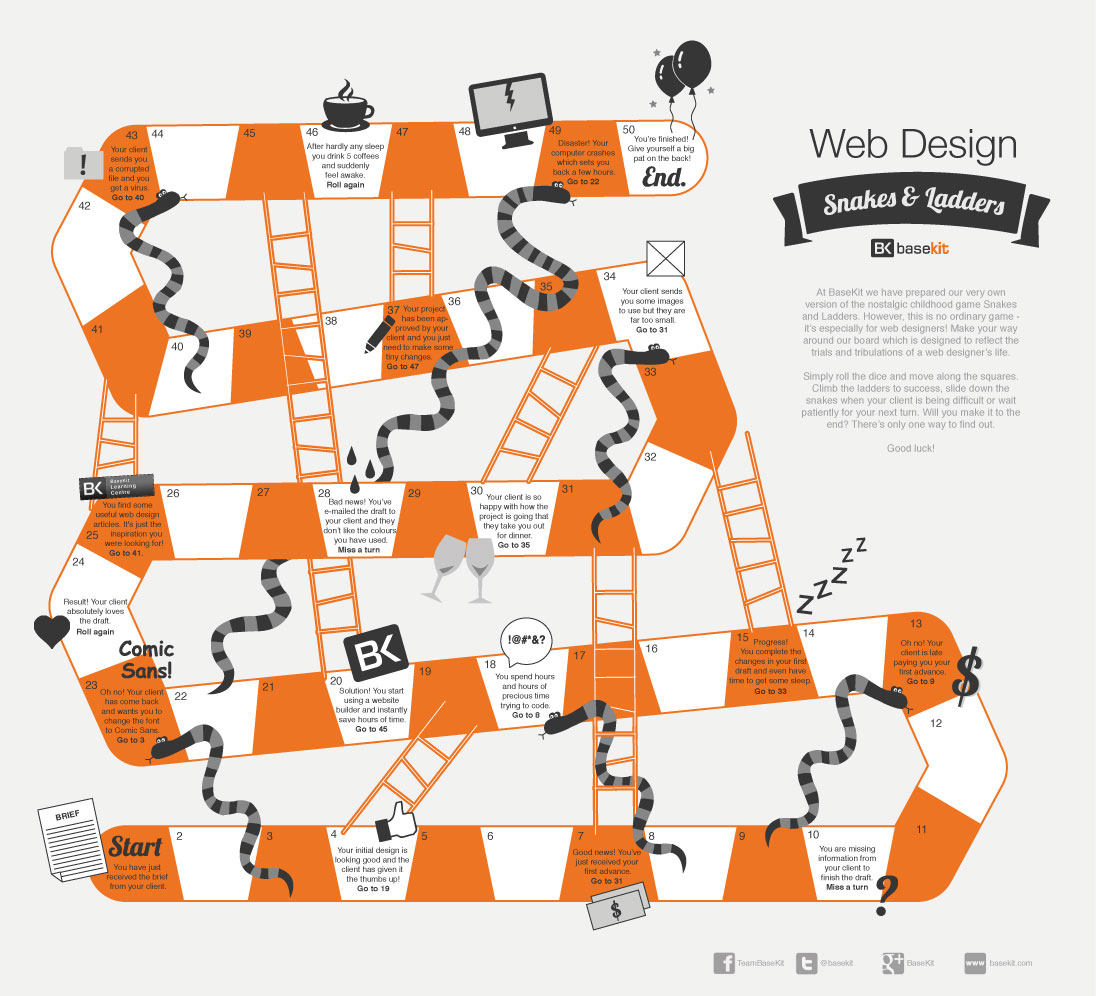 Web Design
Snakes & Ladders
BK basekit
At BaseKit we have prepared our very own
version of the nostalgic childhood game Snakes
and Ladders. However, this is no ordinary game -
it's especially for web designers! Make your way
around our board which is designed to reflect the
trials and tribulations of a web designer's life.
Simply roll the dice and move along the squares.
Climb the ladders to success, slide down the
snakes when your client is being difficult or wait
patiently for your next turn. Will you make it to the
end? There's only one way to find out.
Good luck!
43
Your client
sends you
a corrupted
file and you
get a virus.
Go to 40
!
44
45
46
After hardly any sleep
you drink 5 coffees
and suddenly
feel awake.
Roll again
47
48
49
Disaster! Your
computer crashes
which sets you
back a few hours.
Go to 22
50
You're finished!
Give yourself a big
pat on the back!
End.
42
41
40
39
38
37
Your project
has been ap-
proved by your
client and you just
need to make some
tiny changes.
Go to 47
36
35
34
Your client sends
you some images
to use but they are
far too small.
Go to 31
33
32
BK
BaseKit
Learning
Centre
You find some
useful web design
articles. It's just the
inspiration you
were looking for!
Go to 41.
25
26
27
28
Bad news! You've
e-mailed the draft to
your client and they
don't like the colours
you have used.
Miss a turn
29
30
Your client is so
happy with how the
project is going that
they take you out
for dinner.
Go to 35
31
24
Result! Your client
absolutely loves
the draft.
Roll again
Comic
Sans!
23
Oh no! Your client
has come back
and wants you to
change the font
to Comic Sans.
Go to 3
22
21
BK
20
Solution! You start
using a website
builder and instantly
save hours of time.
Go to 45
19
!@#*&?
18
You spend hours
and hours of
precious time
trying to code.
Go to 8
17
16
15
Progress!
You complete the
changes in your first
draft and even have
time to get some sleep.
Go to 33
z z z z
14
13
Oh no! Your
client is late
paying you your
first advance.
Go to 9
$
12
11
BRIEF
Start
You have just
received the brief
from your client.
2
3
4
Your initial design is
looking good and the
client has given it
the thumbs up!
Go to 19
5
6
7
Good news! You've
just received your
first advance.
Go to 31
$
8
9
10
You are missing
information from
your client to
finish the draft.
Miss a turn
?
f TeamBaseKit
t @basekit
g+ BaseKit
www basekit.com